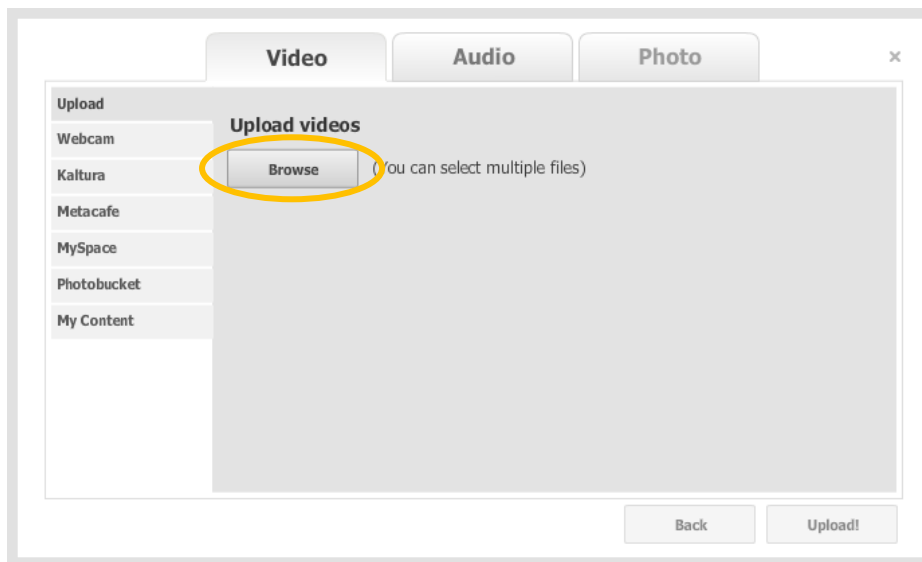 Video Audio Photo ×
Upload
Webcam
Kaltura
Metacafe
MySpace
Photobucket
My Content
Upload videos
Browse (You can select multiple files)
Back Upload!